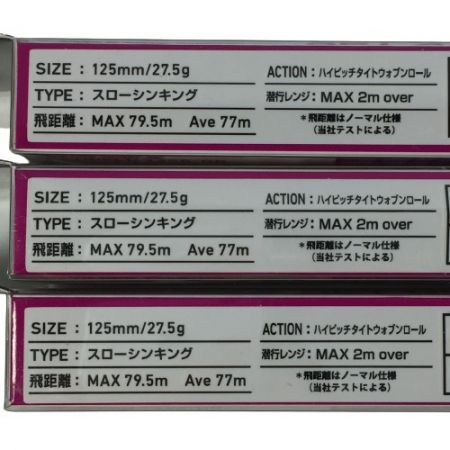 SIZE : 125mm/27.5g
TYPE : スローシンキング
飛距離 : MAX 79.5m Ave 77m
ACTION : ハイピッチタイトウォブンロール
潜行レンジ : MAX 2m over
*飛距離はノーマル仕様
(当社テストによる)
SIZE : 125mm/27.5g
TYPE : スローシンキング
飛距離 : MAX 79.5m Ave 77m
ACTION : ハイピッチタイトウォブンロール
潜行レンジ : MAX 2m over
*飛距離はノーマル仕様
(当社テストによる)
SIZE : 125mm/27.5g
TYPE : スローシンキング
飛距離 : MAX 79.5m Ave 77m
ACTION : ハイピッチタイトウォブンロール
潜行レンジ : MAX 2m over
*飛距離はノーマル仕様
(当社テストによる)